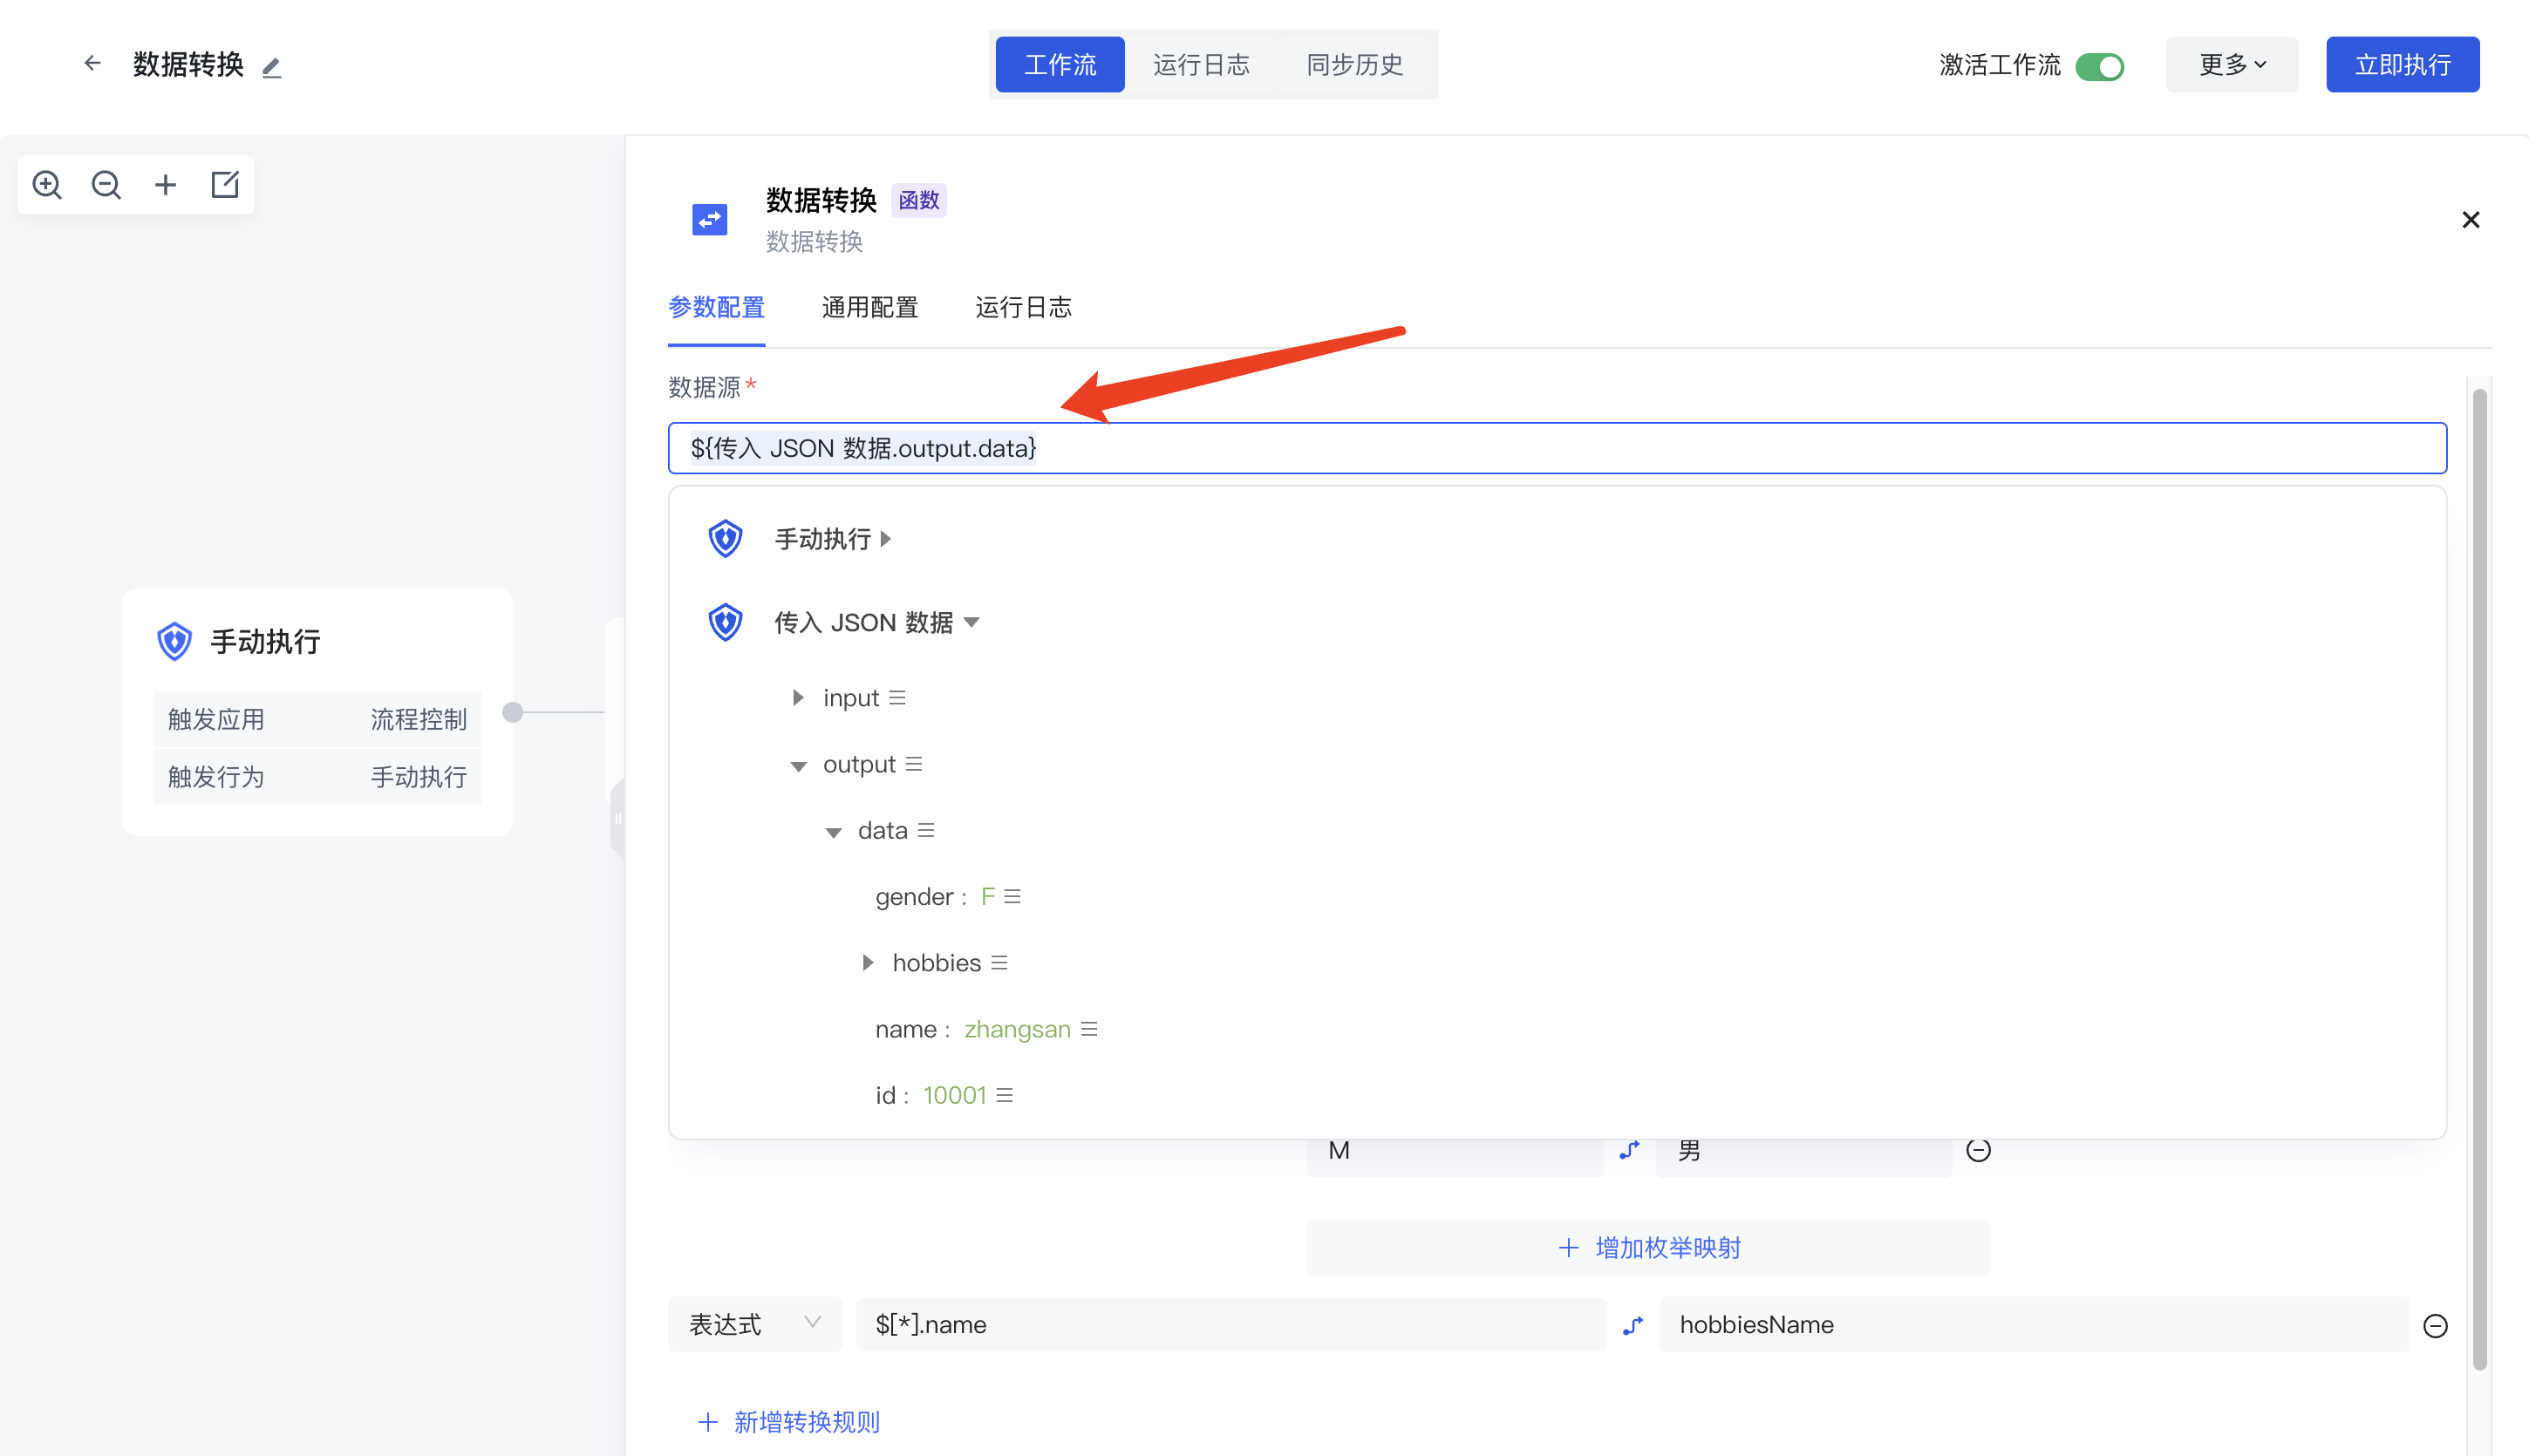 数据转换
工作流 运行日志 同步历史
激活工作流 更多 立即执行
手动执行
触发应用 流程控制
触发行为 手动执行
数据转换 函数
数据转换
参数配置 通用配置 运行日志
数据源*
${传入 JSON 数据.output.data}
手动执行
传入 JSON 数据
input
output
data
gender : F
hobbies
name : zhangsan
id : 10001
M 男
+ 增加枚举映射
表达式 $[*].name hobbiesName
+ 新增转换规则